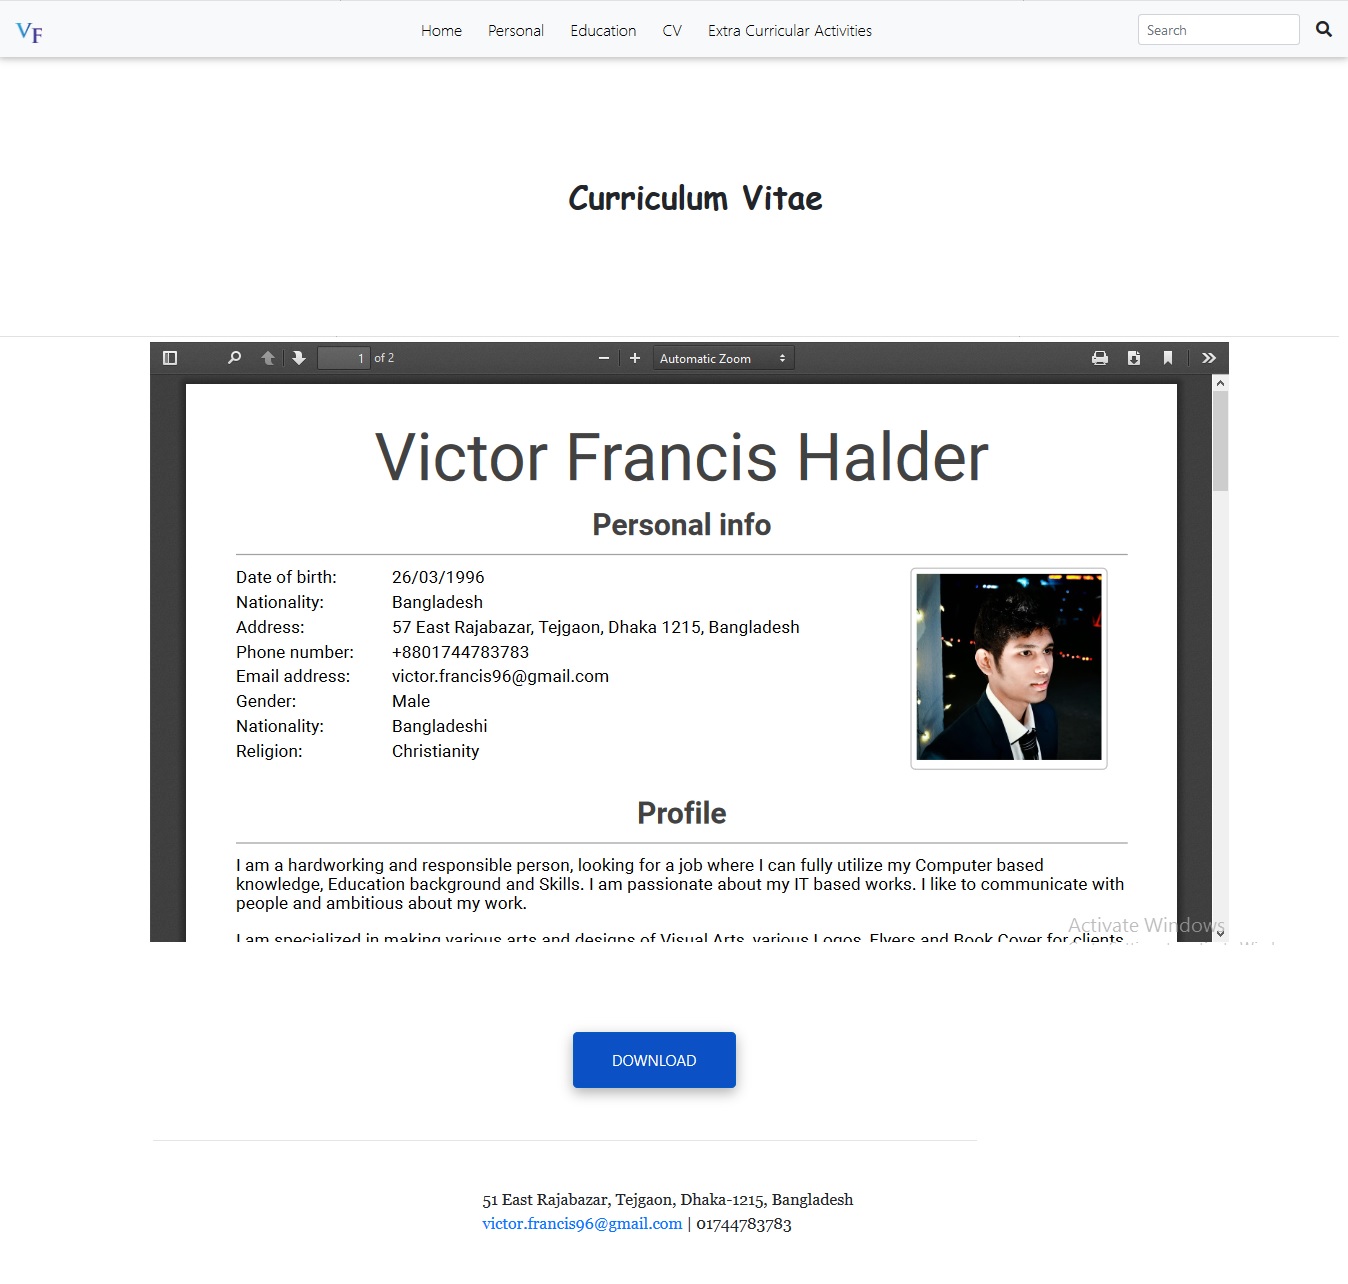 VF
Home Personal Education CV Extra Curricular Activities Search
Curriculum Vitae
1 of 2 Automatic Zoom
Victor Francis Halder
Personal info
Date of birth: 26/03/1996
Nationality: Bangladesh
Address: 57 East Rajabazar, Tejgaon, Dhaka 1215, Bangladesh
Phone number: +8801744783783
Email address: victor.francis96@gmail.com
Gender: Male
Nationality: Bangladeshi
Religion: Christianity
Profile
I am a hardworking and responsible person, looking for a job where I can fully utilize my Computer based
knowledge, Education background and Skills. I am passionate about my IT based works. I like to communicate with
people and ambitious about my work.
Activate Windows
I am specialized in making various arts and designs of Visual Arts, various Logos, Flyers and Book Cover for clients
DOWNLOAD
51 East Rajabazar, Tejgaon, Dhaka-1215, Bangladesh
victor.francis96@gmail.com | 01744783783